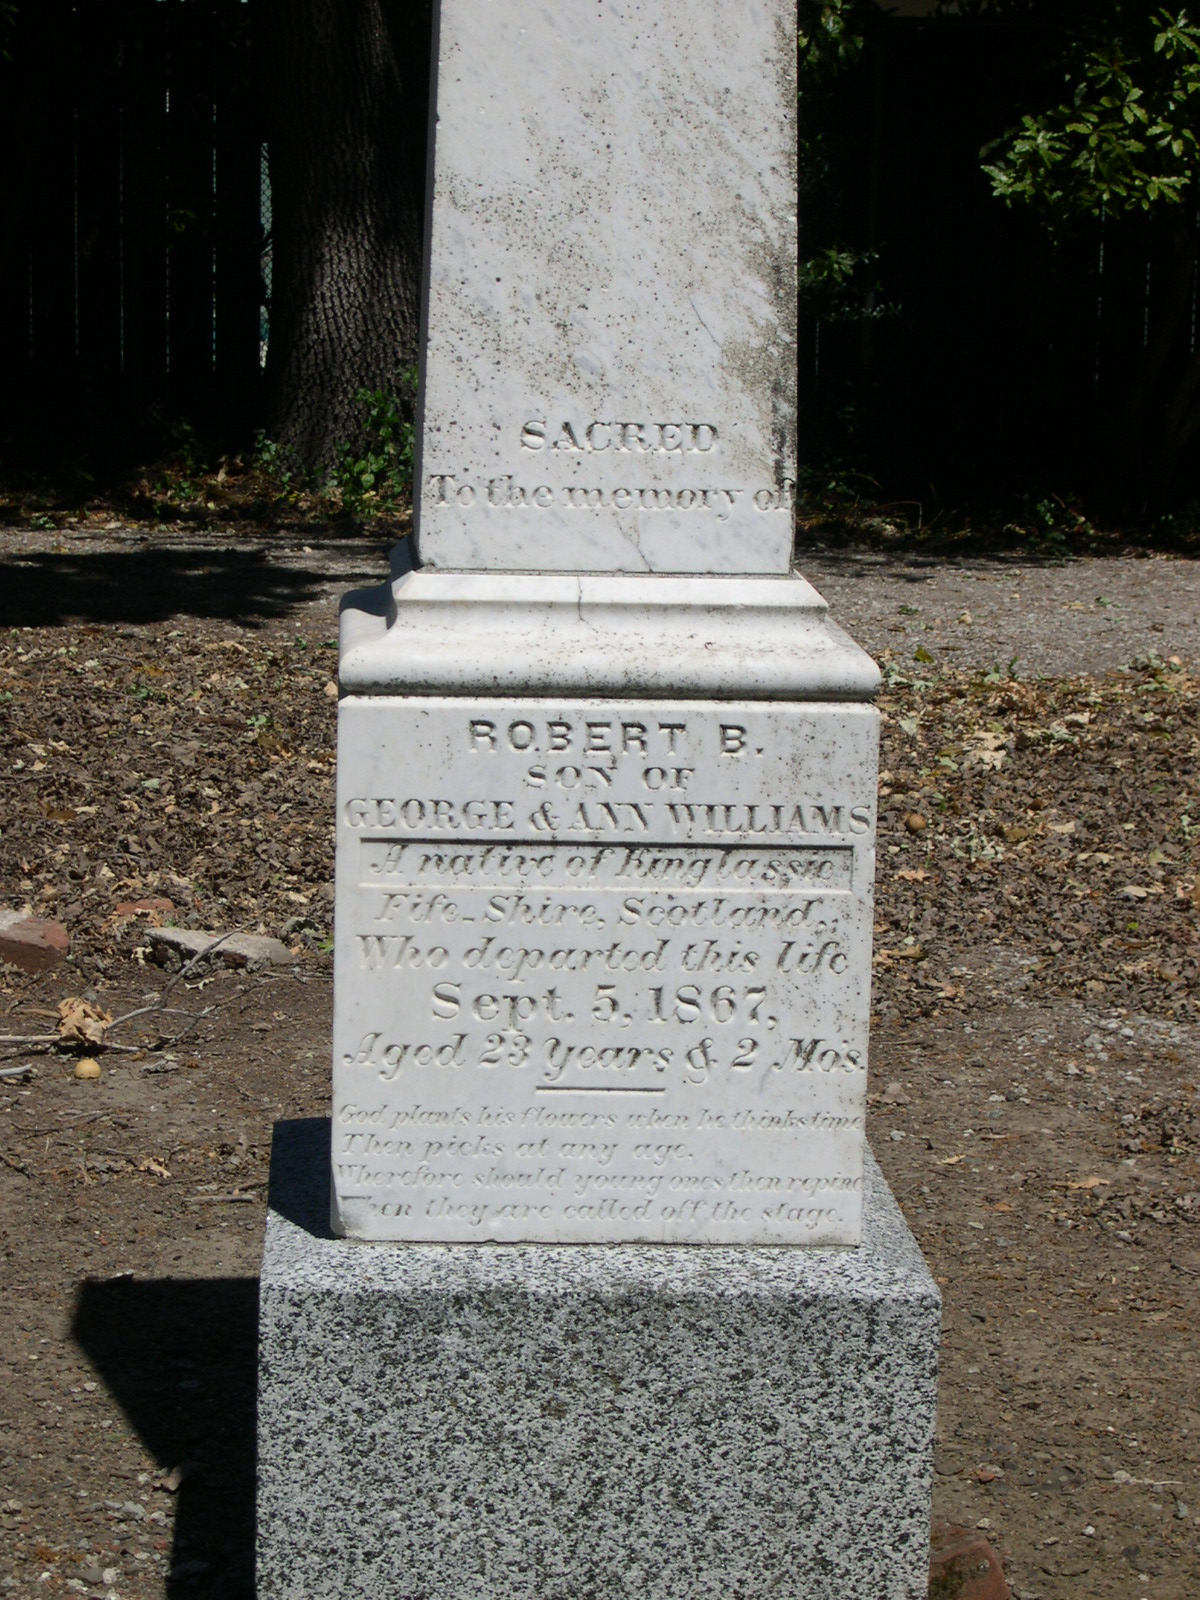 SACRED
To the memory of
ROBERT B.
SON OF
GEORGE & ANN WILLIAMS
A native of Kinglassie
Fife-Shire, Scotland,
Who departed this life
Sept. 5, 1867,
Aged 23 years & 2 Mos.
God plants his flowers when he thinks time
Then picks at any age,
Wherefore should young ones then repine
When they are called off the stage.